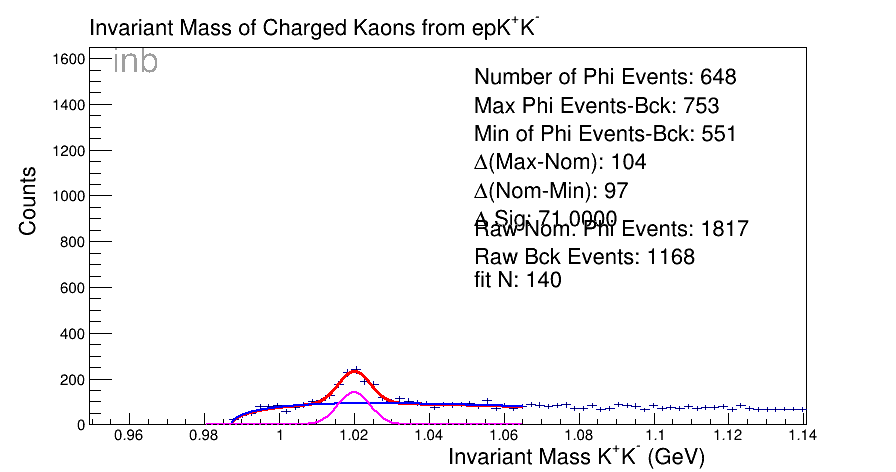 Invariant Mass of Charged Kaons from epK⁺K⁻
inb
Number of Phi Events: 648
Max Phi Events-Bck: 753
Min of Phi Events-Bck: 551
Δ(Max-Nom): 104
Δ(Nom-Min): 97
Δ Sig: 71.0000
Raw Nom. Phi Events: 1817
Raw Bck Events: 1168
fit N: 140
Counts
1600
1400
1200
1000
800
600
400
200
0
0.96 0.98 1 1.02 1.04 1.06 1.08 1.1 1.12 1.14
Invariant Mass K⁺K⁻ (GeV)